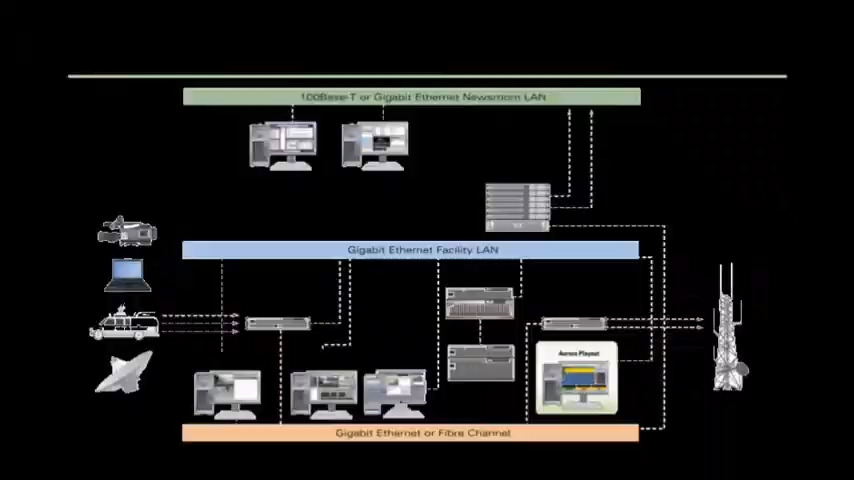 100Base-T or Gigabit Ethernet Newsroom LAN
Gigabit Ethernet Facility LAN
Aurora Playout
Gigabit Ethernet or Fibre Channel